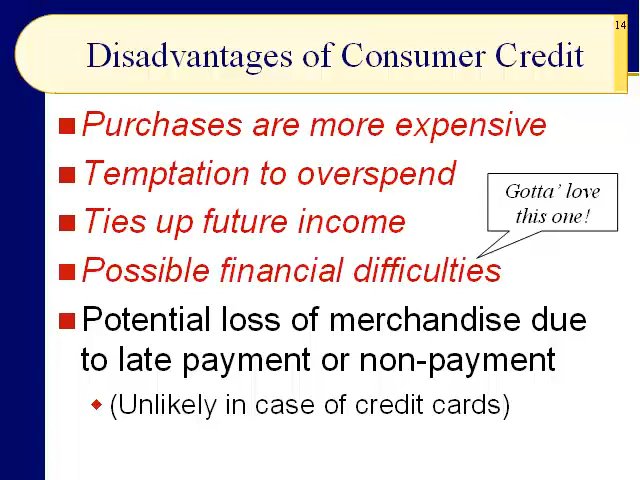 14
Disadvantages of Consumer Credit
Purchases are more expensive
Temptation to overspend
Gotta’ love
this one!
Ties up future income
Possible financial difficulties
Potential loss of merchandise due
to late payment or non-payment
(Unlikely in case of credit cards)